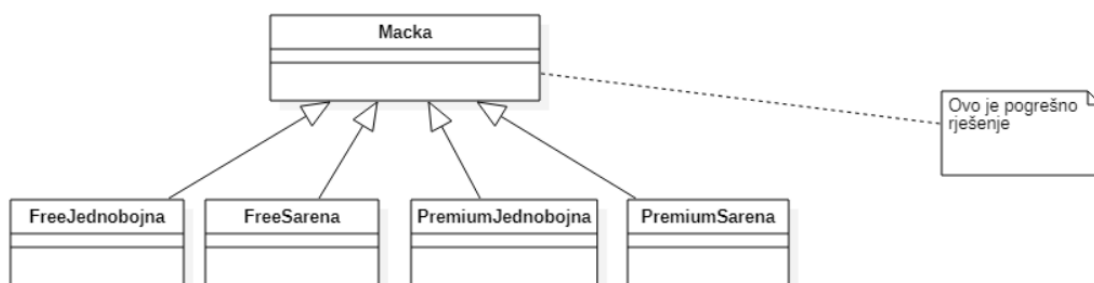 Macka
Ovo je pogrešno
rješenje
FreeJednobojna
FreeSarena
PremiumJednobojna
PremiumSarena